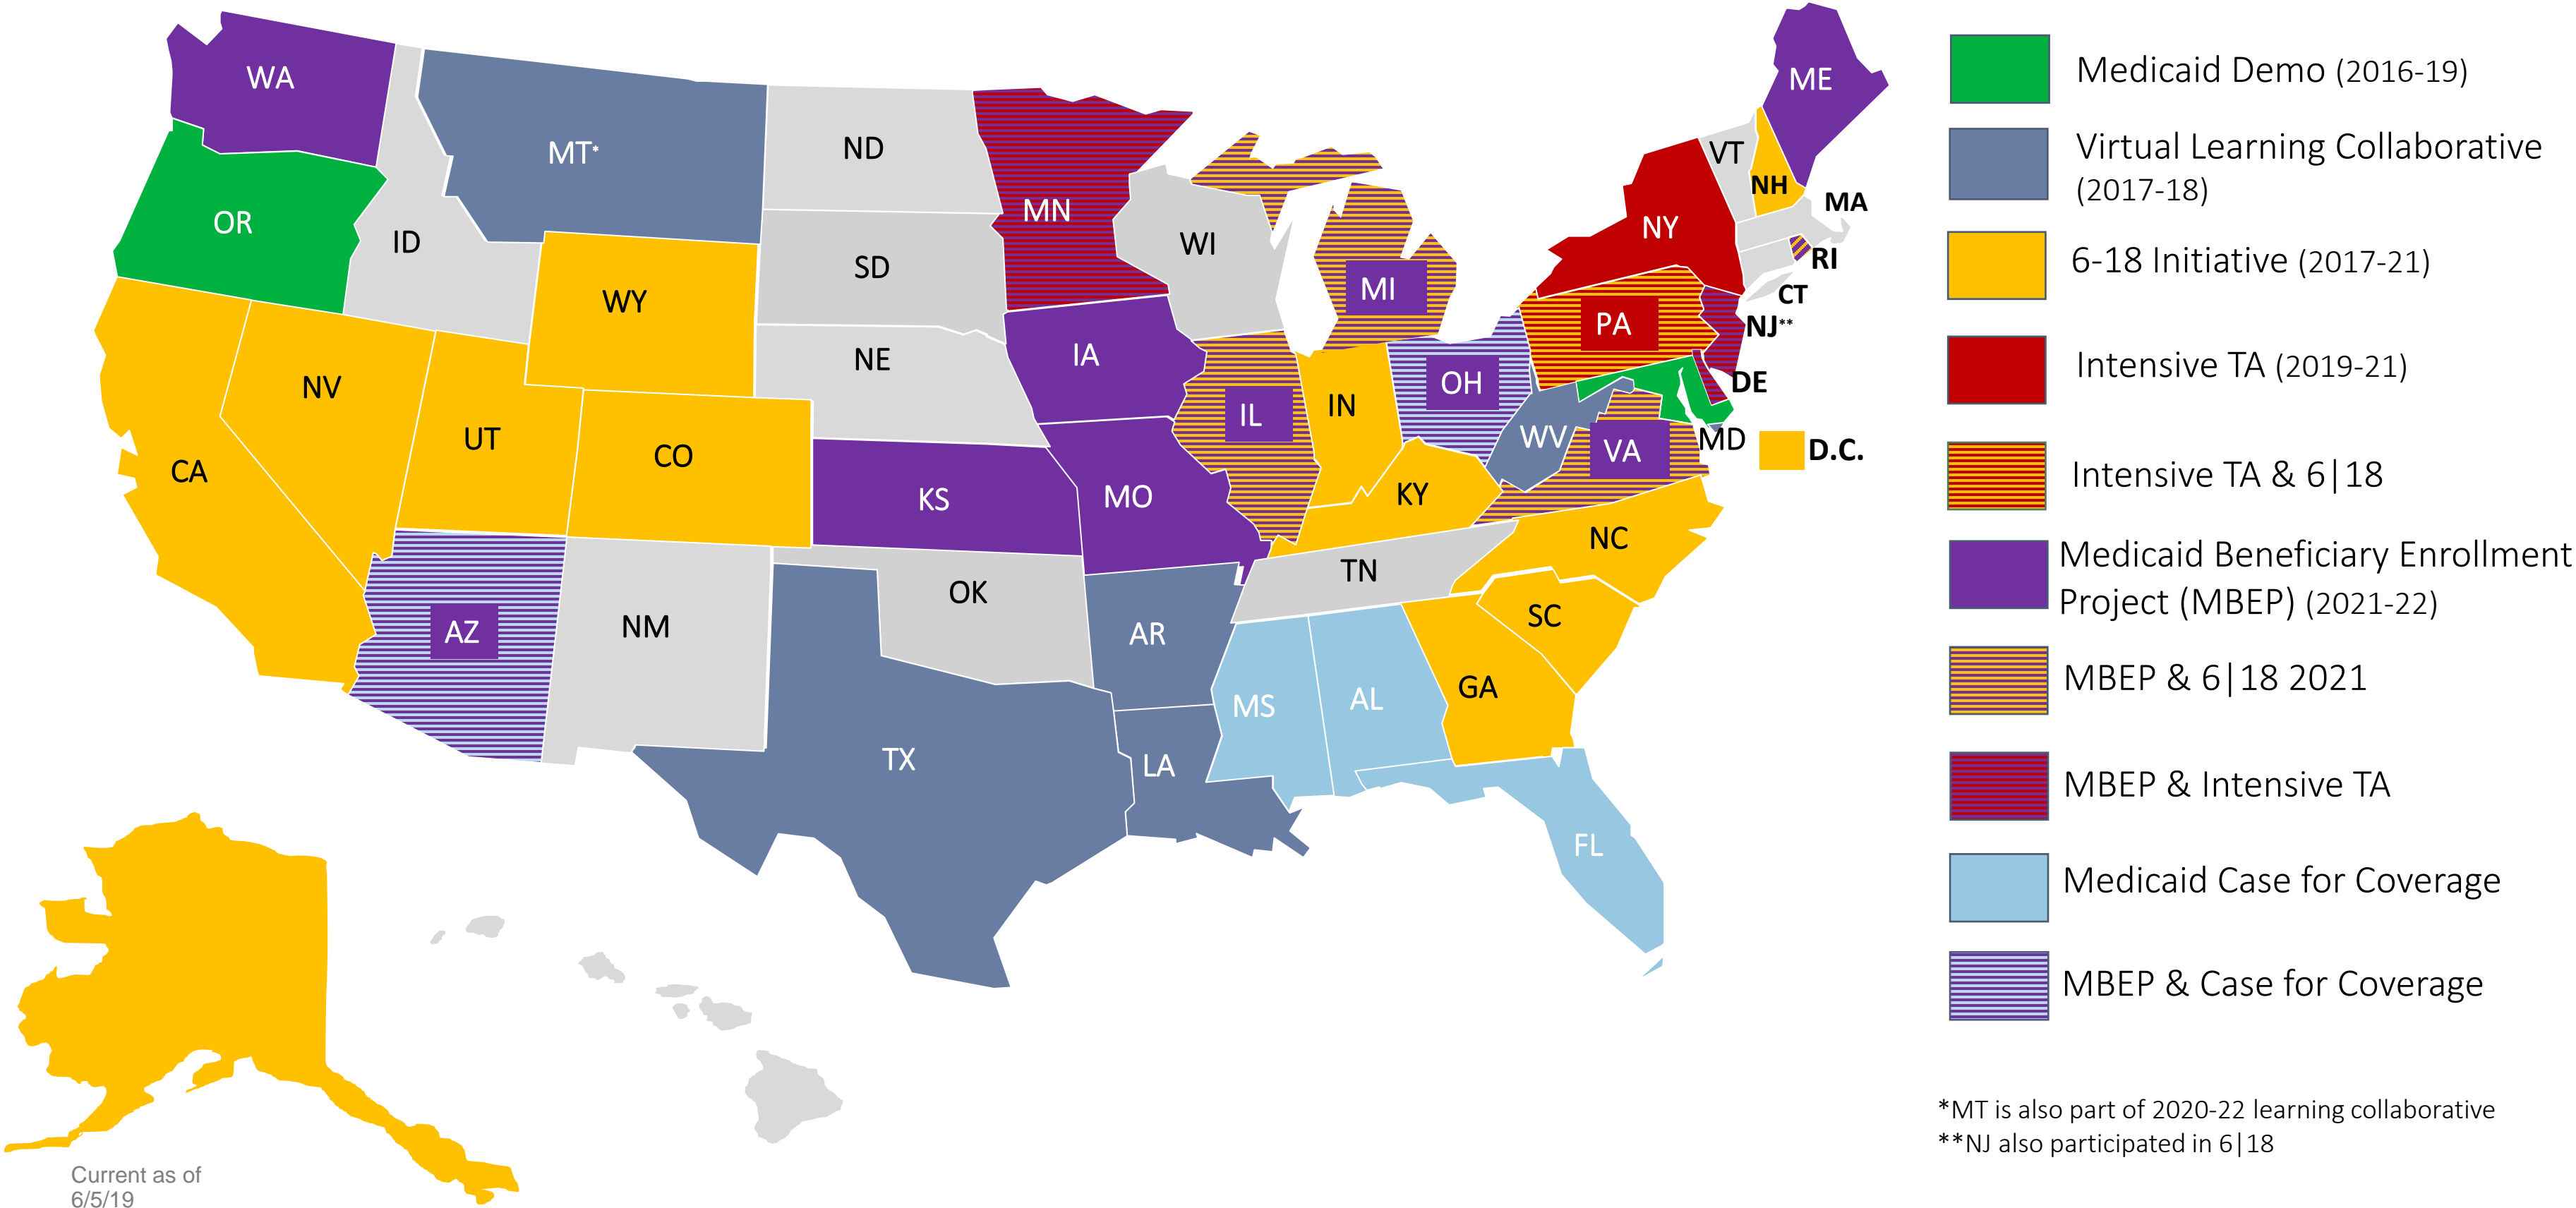 WA
ME
MT*
ND
VT
OR
MN
NH
MA
ID
WI
NY
SD
RI
WY
MI
CT
NE
IA
PA
NJ**
NV
OH
DE
UT
CO
IL
IN
WV
VA
MD
D.C.
CA
KS
MO
KY
NC
AZ
NM
OK
TN
SC
AR
MS
AL
GA
TX
LA
FL
Medicaid Demo (2016-19)
Virtual Learning Collaborative
(2017-18)
6-18 Initiative (2017-21)
Intensive TA (2019-21)
Intensive TA & 6|18
Medicaid Beneficiary Enrollment
Project (MBEP) (2021-22)
MBEP & 6|18 2021
MBEP & Intensive TA
Medicaid Case for Coverage
MBEP & Case for Coverage
*MT is also part of 2020-22 learning collaborative
**NJ also participated in 6|18
Current as of
6/5/19